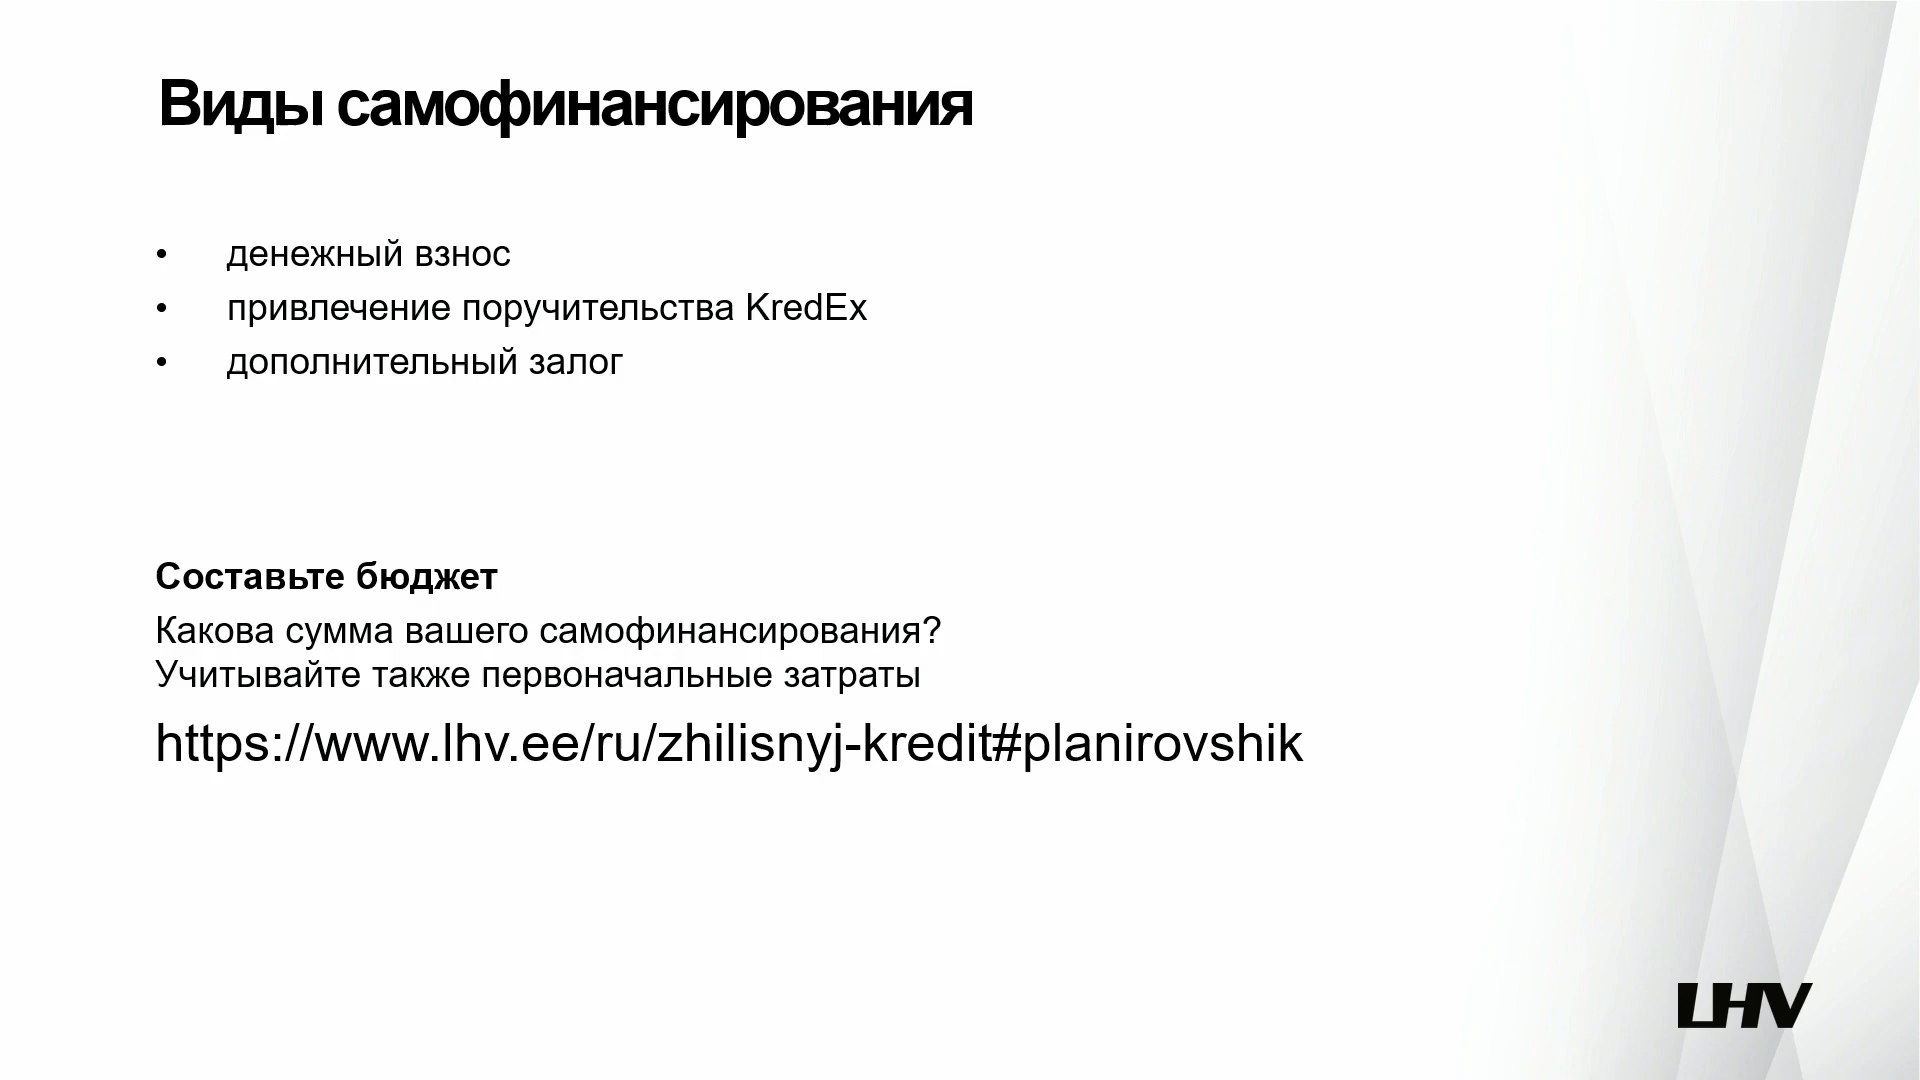 Виды самофинансирования
• денежный взнос
• привлечение поручительства KredEx
• дополнительный залог
Составьте бюджет
Какова сумма вашего самофинансирования?
Учитывайте также первоначальные затраты
https://www.lhv.ee/ru/zhilisnyj-kredit#planirovshik
LHV